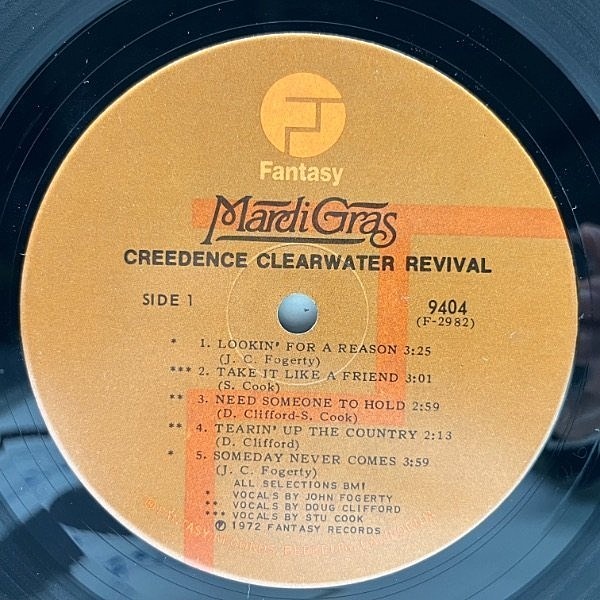 Fantasy
Mardi Gras
CREEDENCE CLEARWATER REVIVAL
SIDE 1
9404
(F-2982)
* 1. LOOKIN' FOR A REASON 3:25
(J. C. Fogerty)
*** 2. TAKE IT LIKE A FRIEND 3:01
(S. Cook)
** 3. NEED SOMEONE TO HOLD 2:59
(D. Clifford-S. Cook)
** 4. TEARIN' UP THE COUNTRY 2:13
(D. Clifford)
* 5. SOMEDAY NEVER COMES 3:59
(J. C. Fogerty)
ALL SELECTIONS BMI
* VOCALS BY JOHN FOGERTY
** VOCALS BY DOUG CLIFFORD
*** VOCALS BY STU COOK
℗ 1972 FANTASY RECORDS